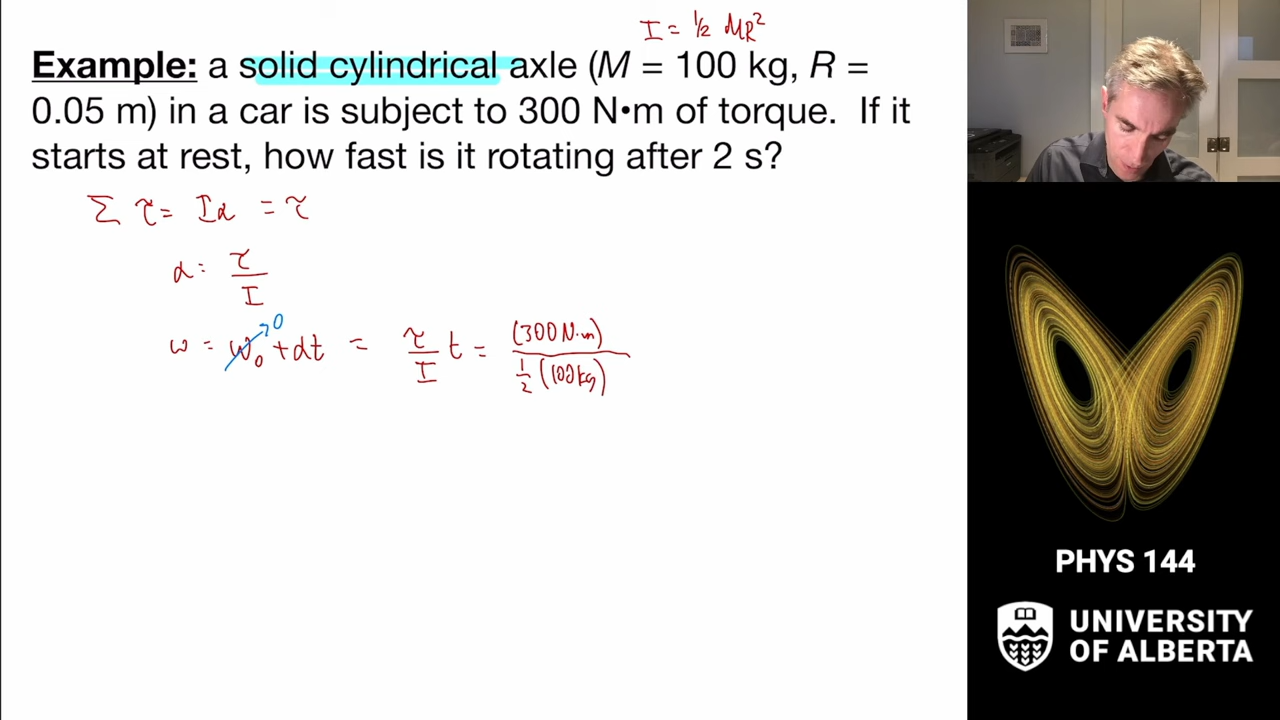 I = ½ MR²
Example: a solid cylindrical axle (M = 100 kg, R =
0.05 m) in a car is subject to 300 N•m of torque. If it
starts at rest, how fast is it rotating after 2 s?
Σ τ = Iα = τ
α = τ/I
ω = ω₀ →0 + αt = τ/I t = (300 N·m)/½ (100 kg)
PHYS 144
UNIVERSITY
OF ALBERTA